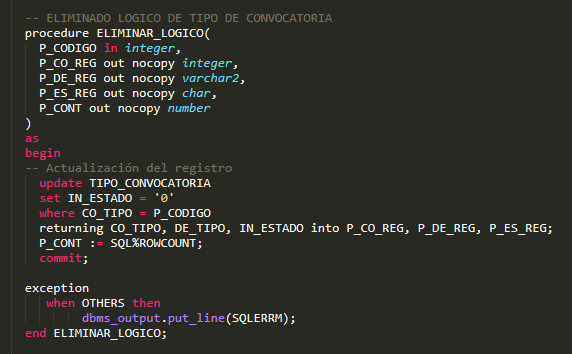 -- ELIMINADO LOGICO DE TIPO DE CONVOCATORIA
procedure ELIMINAR_LOGICO(
P_CODIGO in integer,
P_CO_REG out nocopy integer,
P_DE_REG out nocopy varchar2,
P_ES_REG out nocopy char,
P_CONT out nocopy number
)
as
begin
-- Actualización del registro
update TIPO_CONVOCATORIA
set IN_ESTADO = '0'
where CO_TIPO = P_CODIGO
returning CO_TIPO, DE_TIPO, IN_ESTADO into P_CO_REG, P_DE_REG, P_ES_REG;
P_CONT := SQL%ROWCOUNT;
commit;
exception
when OTHERS then
dbms_output.put_line(SQLERRM);
end ELIMINAR_LOGICO;